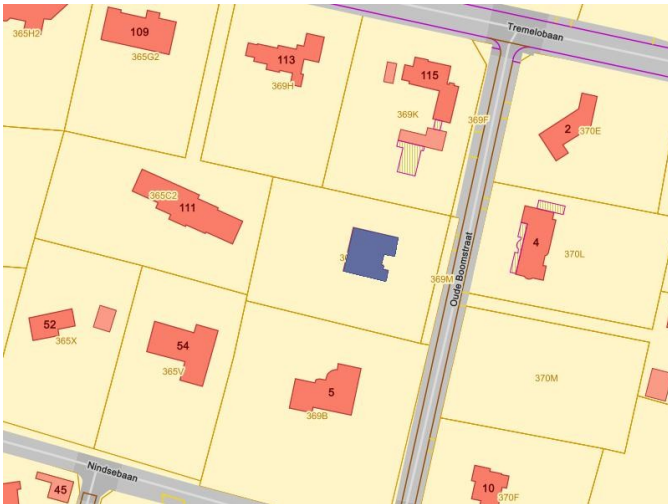 365H2
109
365G2
113
369H
115
369K
369F
Tremelobaan
2
370E
365C2
111
4
370L
369M
Oude Boomstraat
52
365X
54
365V
5
369B
370M
10
370F
Nindsebaan
45